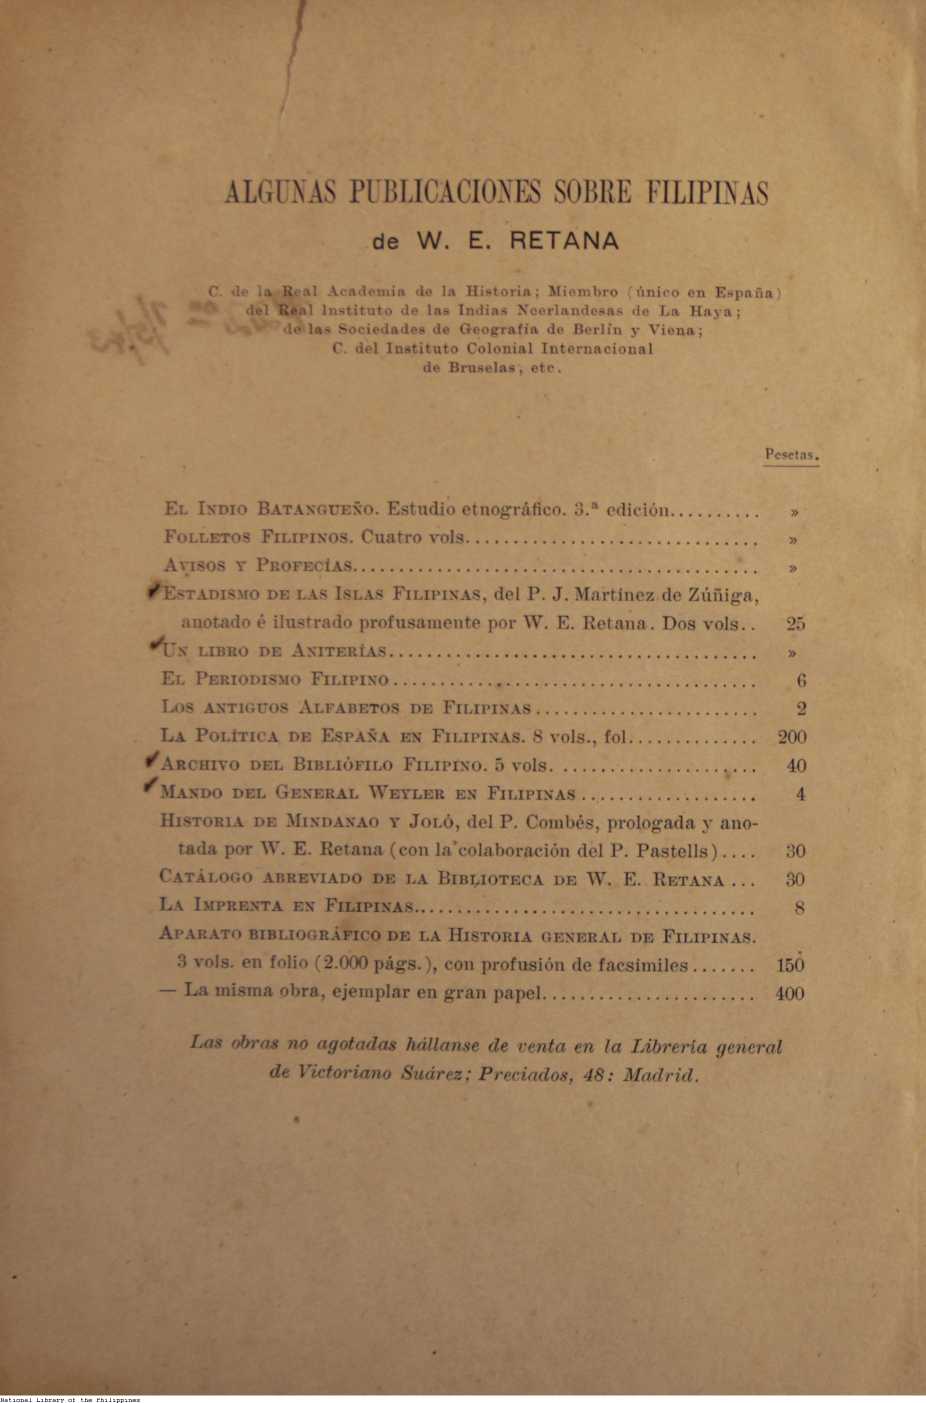 ALGUNAS PUBLICACIONES SOBRE FILIPINAS
de W. E. RETANA
C. de la Real Academia de la Historia; Miembro (único en España)
del Real Instituto de las Indias Neerlandesas de La Haya;
de las Sociedades de Geografía de Berlín y Viena;
C. del Instituto Colonial Internacional
de Bruselas, etc.
Pesetas.
El Indio Batangueño. Estudio etnográfico. 3.ª edición.......... »
Folletos Filipinos. Cuatro vols............................... »
Avisos y Profecías........................................... »
Estadismo de las Islas Filipinas, del P. J. Martínez de Zúñiga,
anotado é ilustrado profusamente por W. E. Retana. Dos vols.. 25
Un libro de Aniterías....................................... »
El Periodismo Filipino....................................... 6
Los antiguos Alfabetos de Filipinas........................ 2
La Política de España en Filipinas. 8 vols., fol.............. 200
Archivo del Bibliófilo Filipino. 5 vols. ..................... 40
Mando del General Weyler en Filipinas ................... 4
Historia de Mindanao y Joló, del P. Combés, prologada y ano-
tada por W. E. Retana (con la colaboración del P. Pastells).... 30
Catálogo abreviado de la Biblioteca de W. E. Retana ... 30
La Imprenta en Filipinas.................................... 8
Aparato bibliográfico de la Historia general de Filipinas.
3 vols. en folio (2.000 págs.), con profusión de facsímiles....... 150
— La misma obra, ejemplar en gran papel....................... 400
Las obras no agotadas hállanse de venta en la Librería general
de Victoriano Suárez; Preciados, 48: Madrid.
National Library of the Philippines